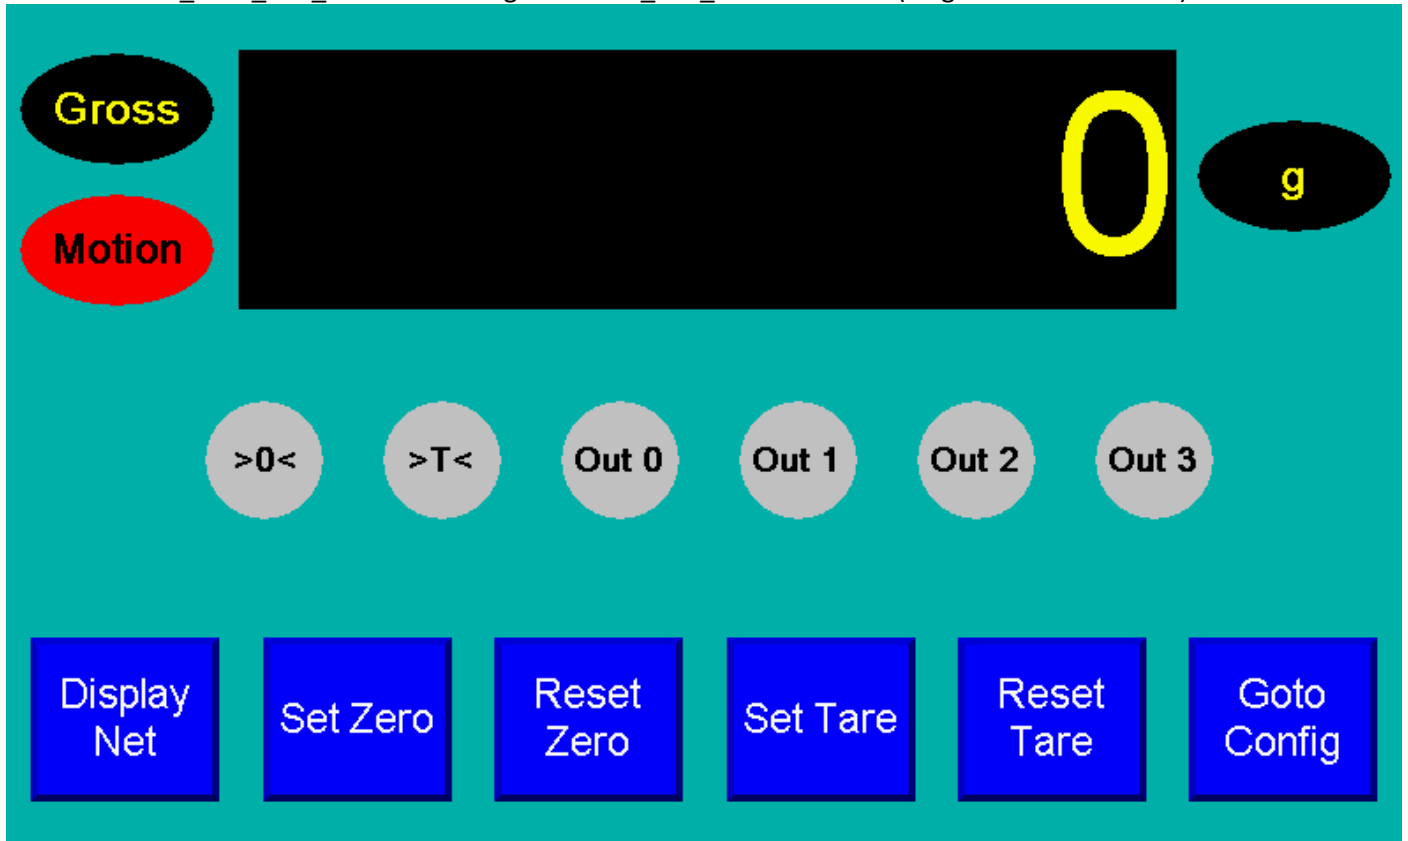 Gross
0
g
Motion
>0<
>T<
Out 0
Out 1
Out 2
Out 3
Display
Net
Set Zero
Reset
Zero
Set Tare
Reset
Tare
Goto
Config